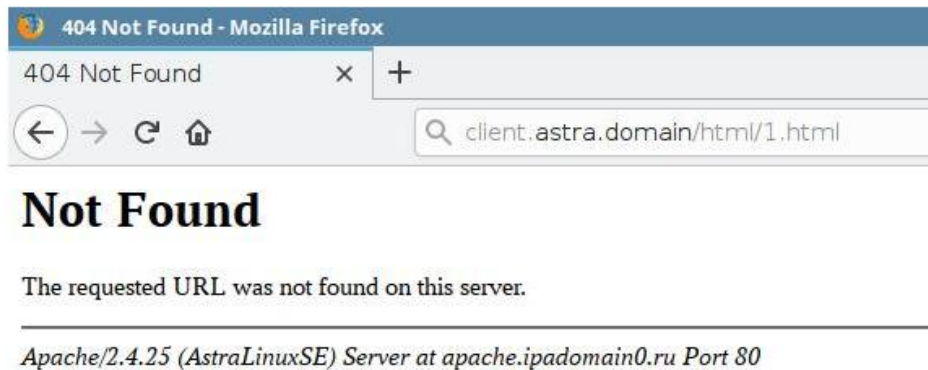 404 Not Found - Mozilla Firefox
404 Not Found
client.astra.domain/html/1.html
Not Found
The requested URL was not found on this server.
Apache/2.4.25 (AstraLinuxSE) Server at apache.ipadomain0.ru Port 80